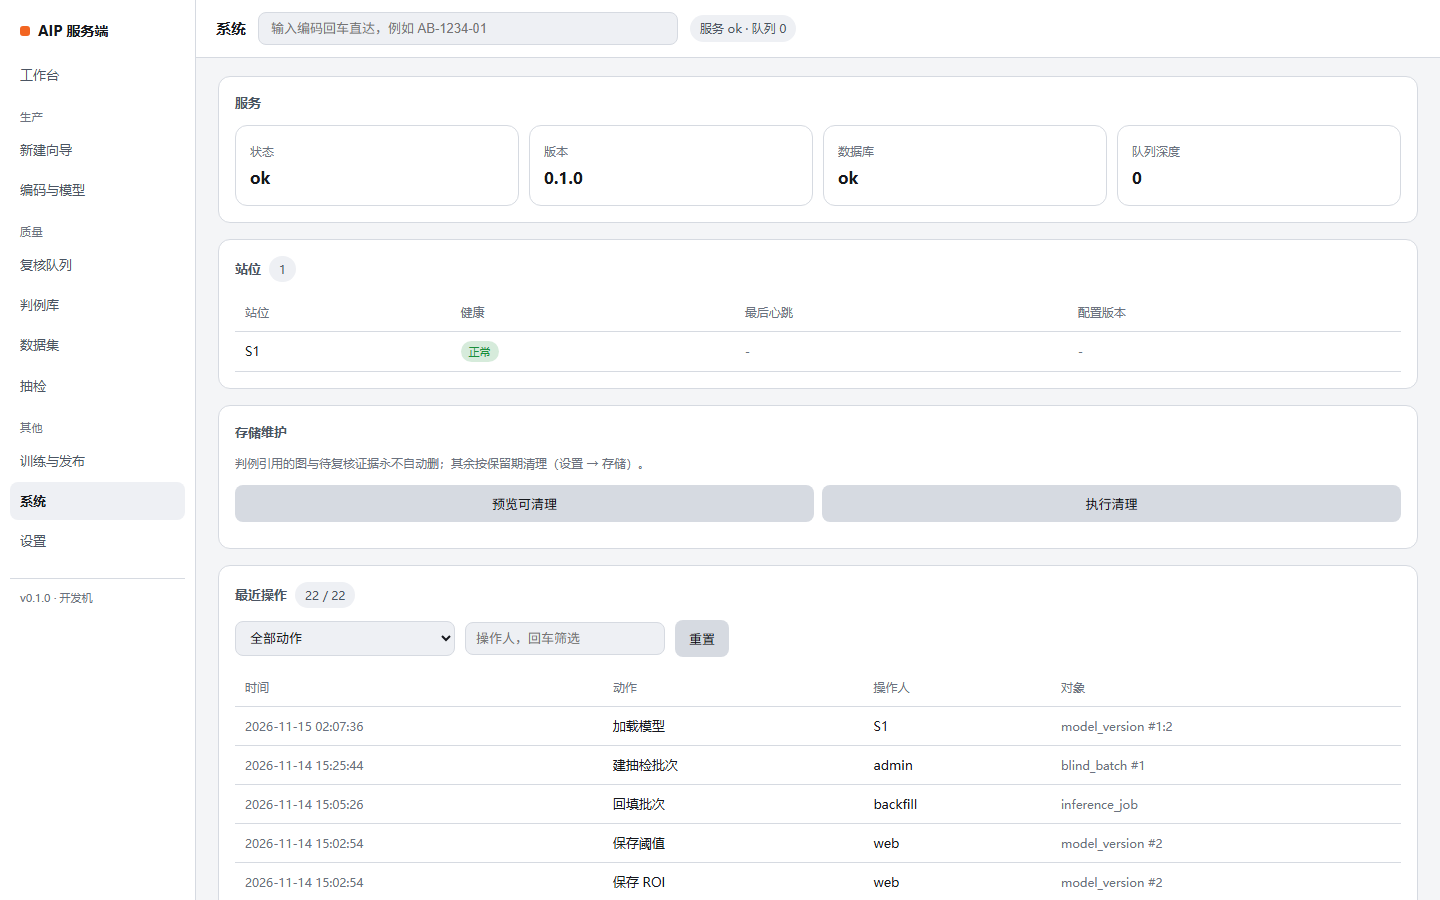 AIP 服务端
工作台
生产
新建向导
编码与模型
质量
复核队列
判例库
数据集
抽检
其他
训练与发布
系统
设置
v0.1.0 · 开发机
系统
输入编码回车直达，例如 AB-1234-01
服务 ok · 队列 0
服务
状态
ok
版本
0.1.0
数据库
ok
队列深度
0
站位 1
站位 健康 最后心跳 配置版本
S1 正常 - -
存储维护
判例引用的图与待复核证据永不自动删；其余按保留期清理（设置 → 存储）。
预览可清理 执行清理
最近操作 22 / 22
全部动作 操作人，回车筛选 重置
时间 动作 操作人 对象
2026-11-15 02:07:36 加载模型 S1 model_version #1:2
2026-11-14 15:25:44 建抽检批次 admin blind_batch #1
2026-11-14 15:05:26 回填批次 backfill inference_job
2026-11-14 15:02:54 保存阈值 web model_version #2
2026-11-14 15:02:54 保存 ROI web model_version #2